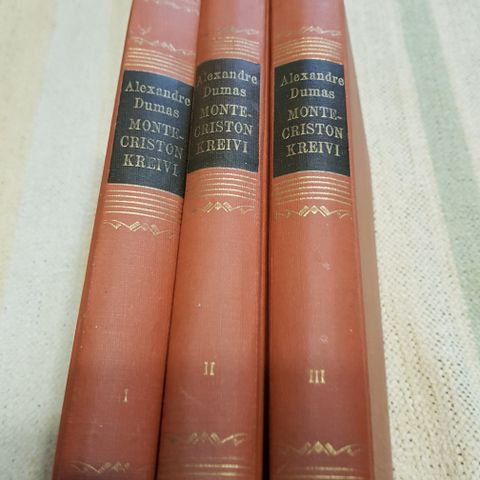 Alexandre
Dumas
MONTE-
CRISTON
KREIVI
I
Alexandre
Dumas
MONTE-
CRISTON
KREIVI
II
Alexandre
Dumas
MONTE-
CRISTON
KREIVI
III